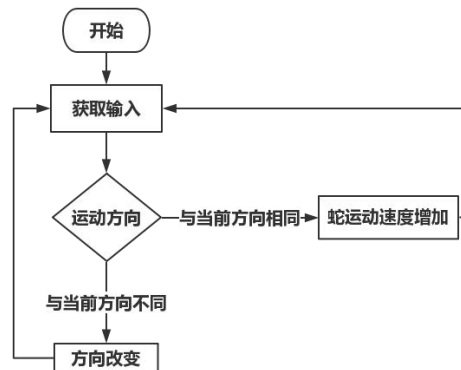 开始
获取输入
运动方向
与当前方向相同
蛇运动速度增加
与当前方向不同
方向改变